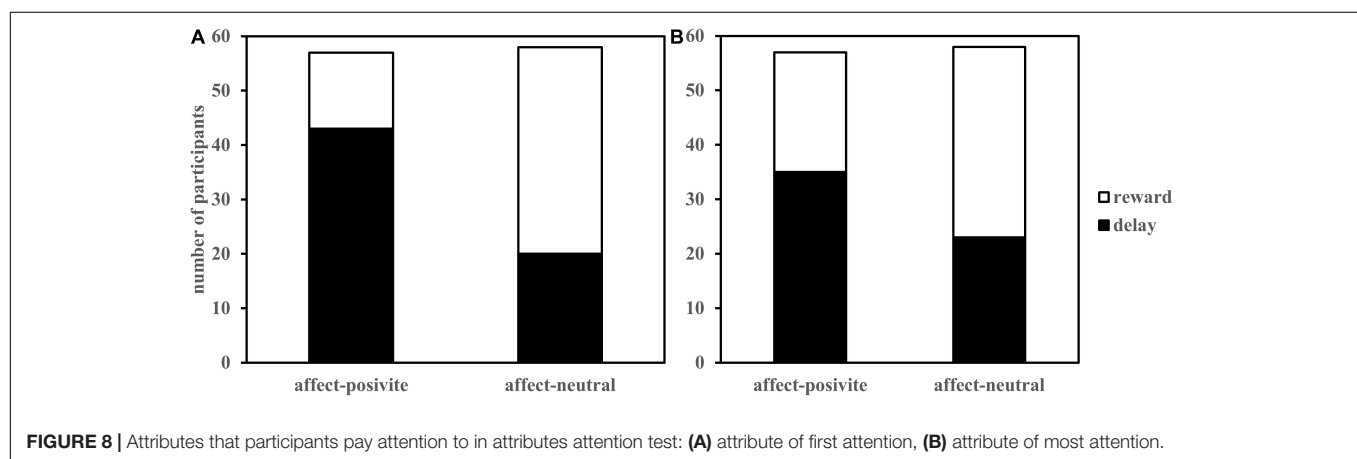 A
B
60
50
40
30
20
10
0
number of participants
affect-posivite
affect-neutral
60
50
40
30
20
10
0
affect-posivite
affect-neutral
reward
delay
FIGURE 8 | Attributes that participants pay attention to in attributes attention test: (A) attribute of first attention, (B) attribute of most attention.